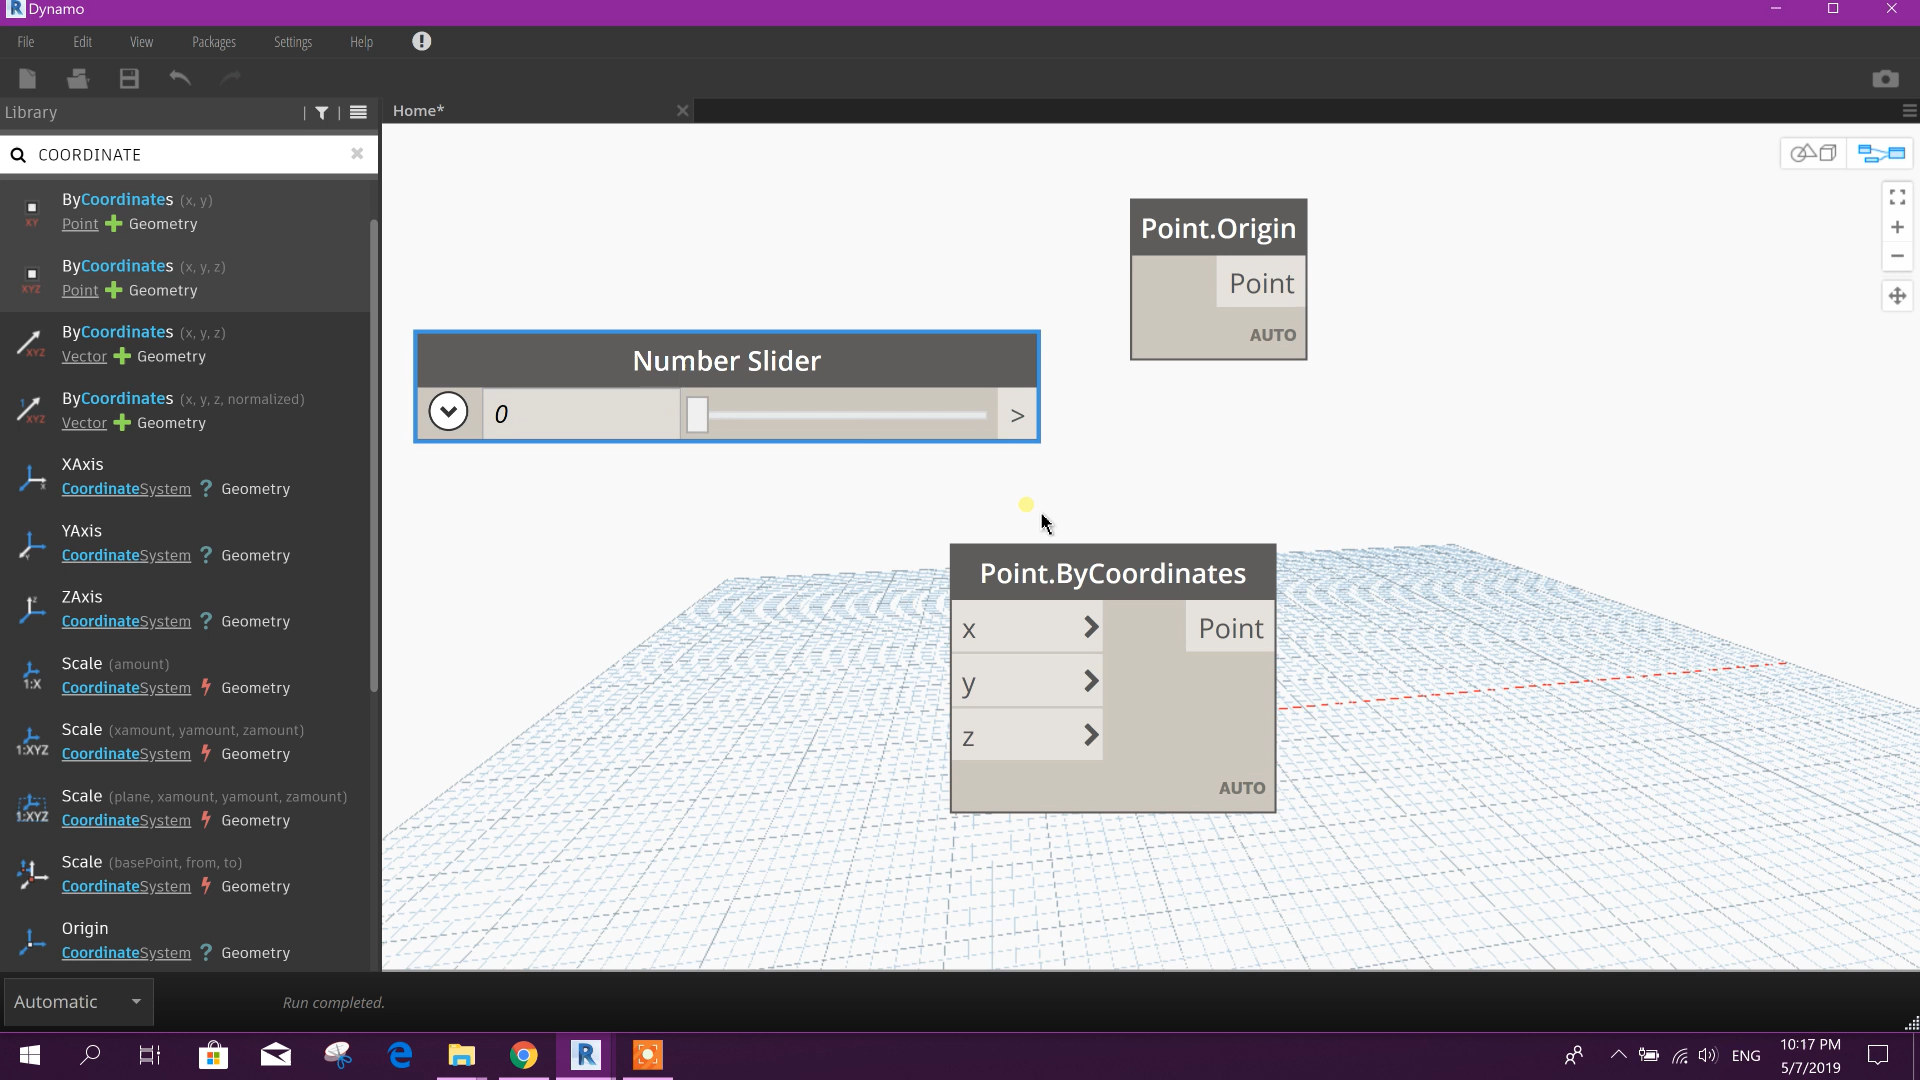 Dynamo
File Edit View Packages Settings Help
Library
Home*
COORDINATE
ByCoordinates (x, y)
Point Geometry
ByCoordinates (x, y, z)
Point Geometry
ByCoordinates (x, y, z)
Vector Geometry
ByCoordinates (x, y, z, normalized)
Vector Geometry
XAxis
CoordinateSystem ? Geometry
YAxis
CoordinateSystem ? Geometry
ZAxis
CoordinateSystem ? Geometry
Scale (amount)
CoordinateSystem Geometry
Scale (xamount, yamount, zamount)
CoordinateSystem Geometry
Scale (plane, xamount, yamount, zamount)
CoordinateSystem Geometry
Scale (basePoint, from, to)
CoordinateSystem Geometry
Origin
CoordinateSystem ? Geometry
Point.Origin
Point
AUTO
Number Slider
0 >
Point.ByCoordinates
x Point
y
z
AUTO
Automatic
Run completed.
ENG
10:17 PM
5/7/2019